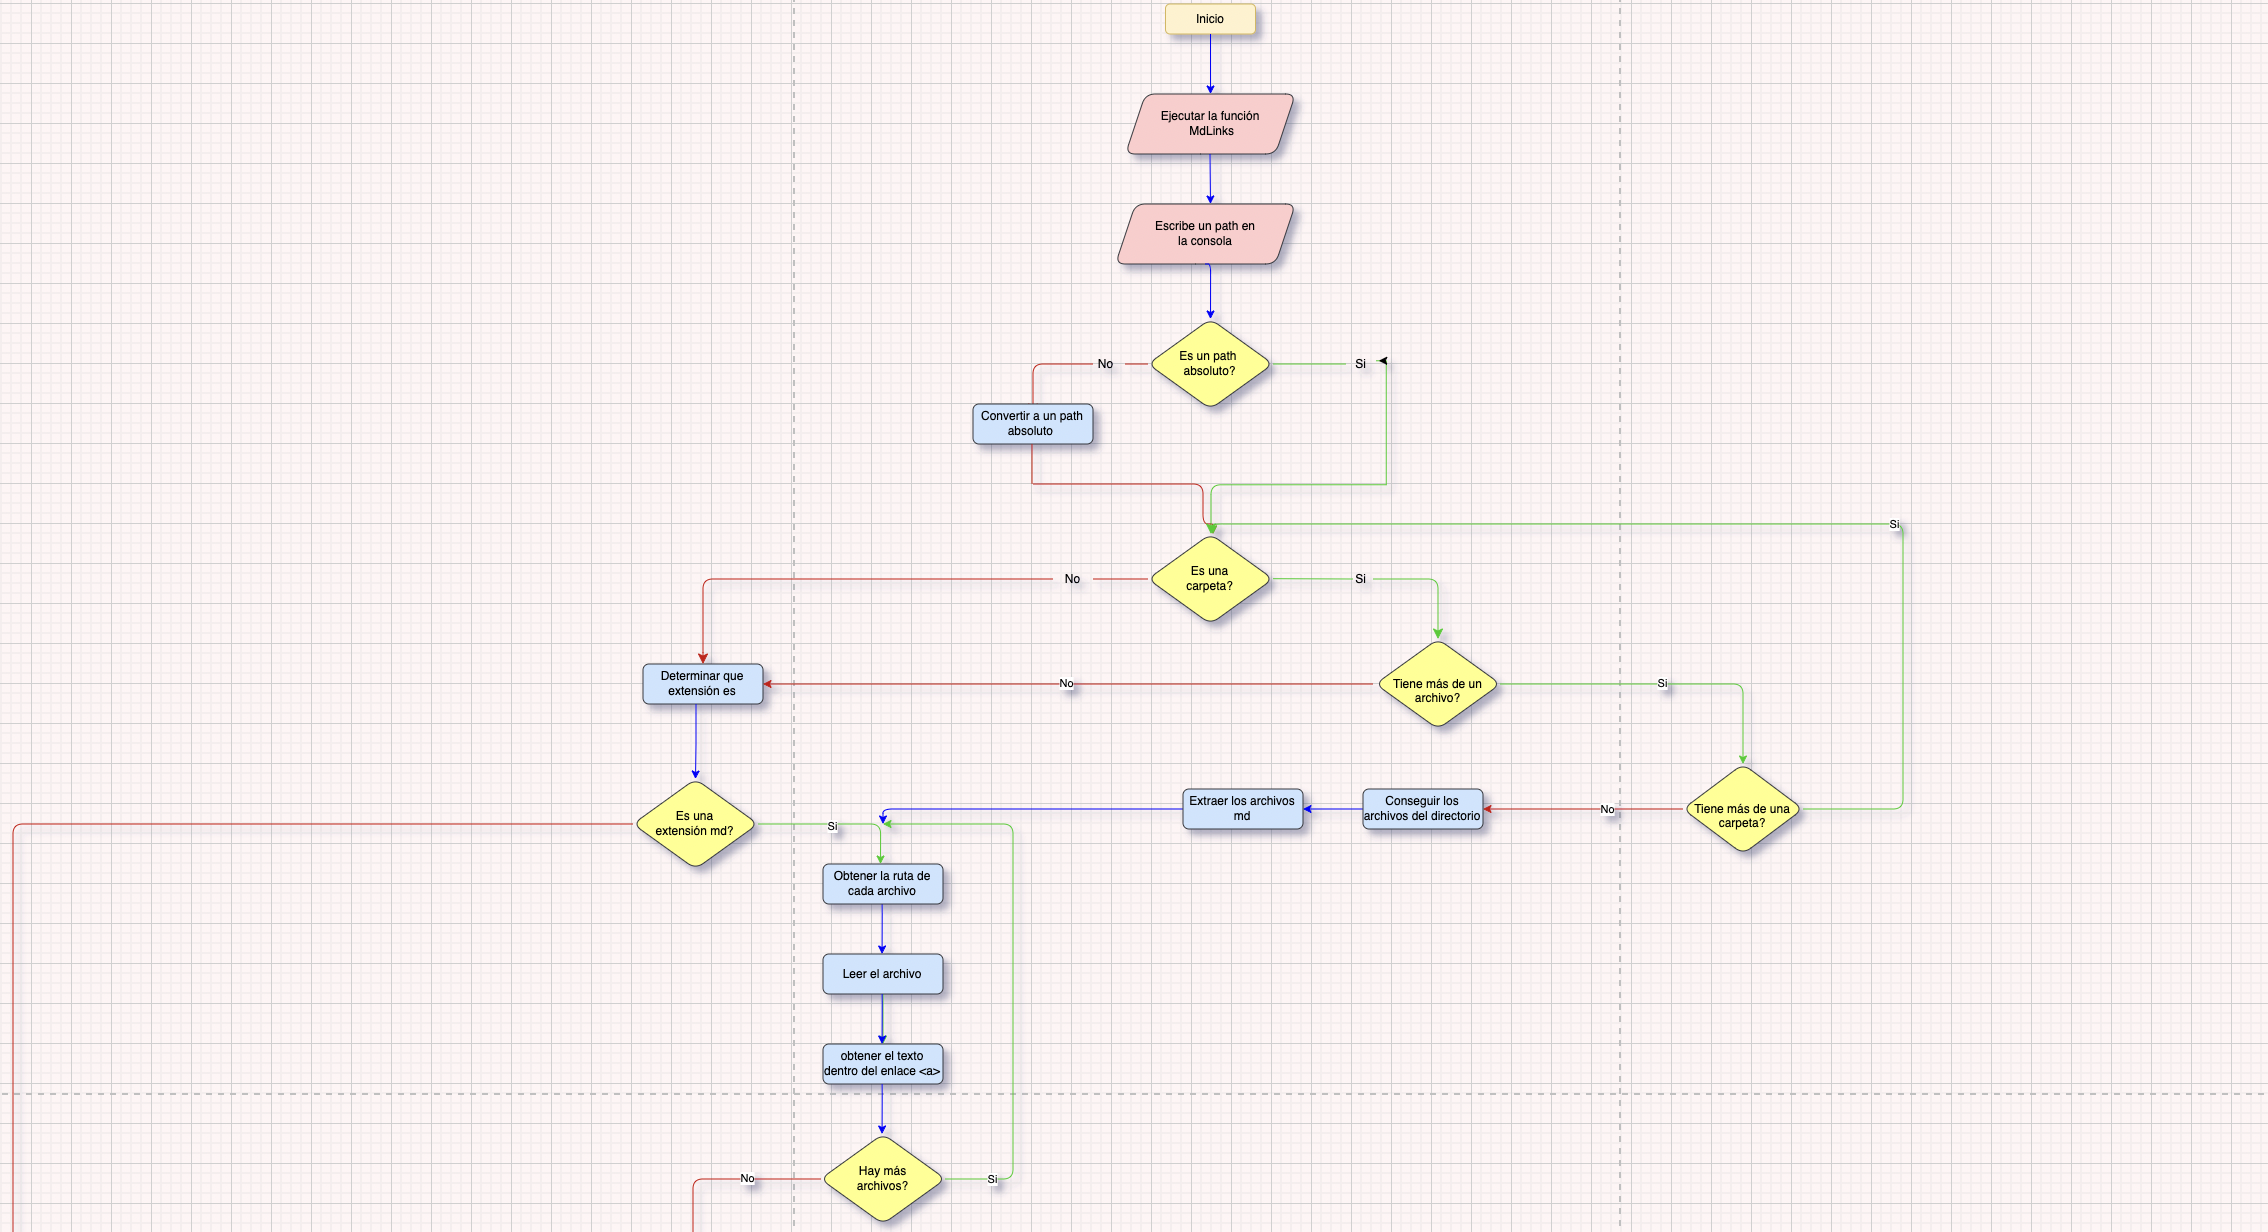 Inicio
Ejecutar la función
MdLinks
Escribe un path en
la consola
Es un path
absoluto?
No
Si
Convertir a un path
absoluto
Si
Es una
carpeta?
No
Si
Determinar que
extensión es
No
Tiene más de un
archivo?
Si
Es una
extensión md?
Si
Extraer los archivos
md
Conseguir los
archivos del directorio
No
Tiene más de una
carpeta?
Obtener la ruta de
cada archivo
Leer el archivo
obtener el texto
dentro del enlace <a>
No
Hay más
archivos?
Si